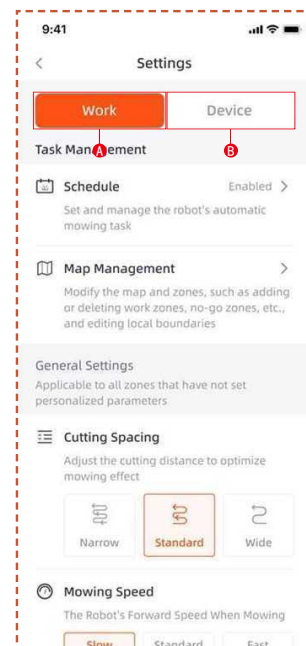 9:41
Settings
Work
Device
A
B
Task Management
Schedule
Enabled
Set and manage the robot's automatic
mowing task
Map Management
Modify the map and zones, such as adding
or deleting work zones, no-go zones, etc.,
and editing local boundaries
General Settings
Applicable to all zones that have not set
personalized parameters
Cutting Spacing
Adjust the cutting distance to optimize
mowing effect
Narrow
Standard
Wide
Mowing Speed
The Robot's Forward Speed When Mowing
Slow
Standard
Fast